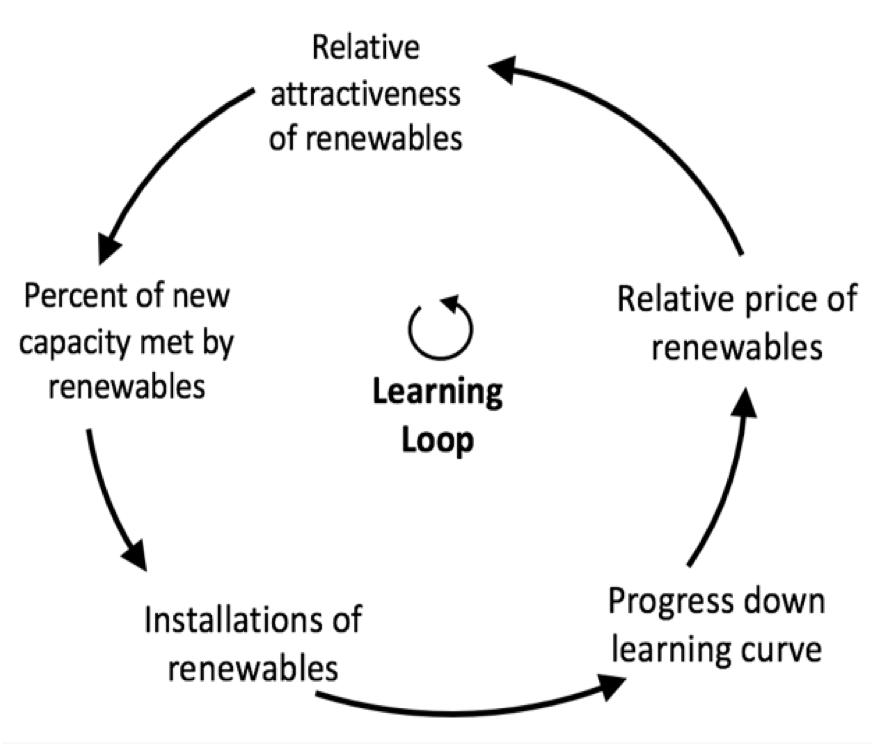 Relative
attractiveness
of renewables
Percent of new
capacity met by
renewables
Relative price of
renewables
Learning
Loop
Installations of
renewables
Progress down
learning curve